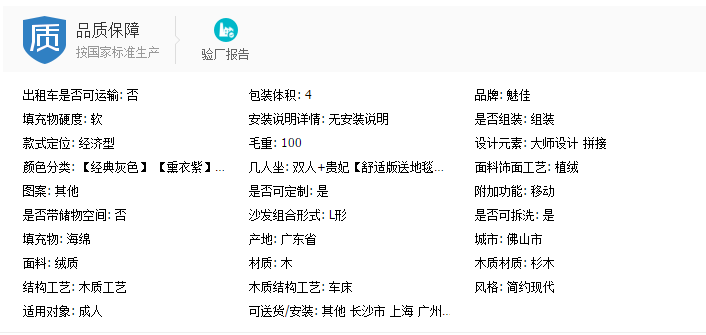 质 品质保障
按国家标准生产
验厂报告
出租车是否可运输: 否 包装体积: 4 品牌: 魅佳
填充物硬度: 软 安装说明详情: 无安装说明 是否组装: 组装
款式定位: 经济型 毛重: 100 设计元素: 大师设计 拼接
颜色分类: 【经典灰色】 【熏衣紫】... 几人坐: 双人+贵妃【舒适版送地毯... 面料饰面工艺: 植绒
图案: 其他 是否可定制: 是 附加功能: 移动
是否带储物空间: 否 沙发组合形式: L形 是否可拆洗: 是
填充物: 海绵 产地: 广东省 城市: 佛山市
面料: 绒质 材质: 木 木质材质: 杉木
结构工艺: 木质工艺 木质结构工艺: 车床 风格: 简约现代
适用对象: 成人 可送货/安装: 其他 长沙市 上海 广州...